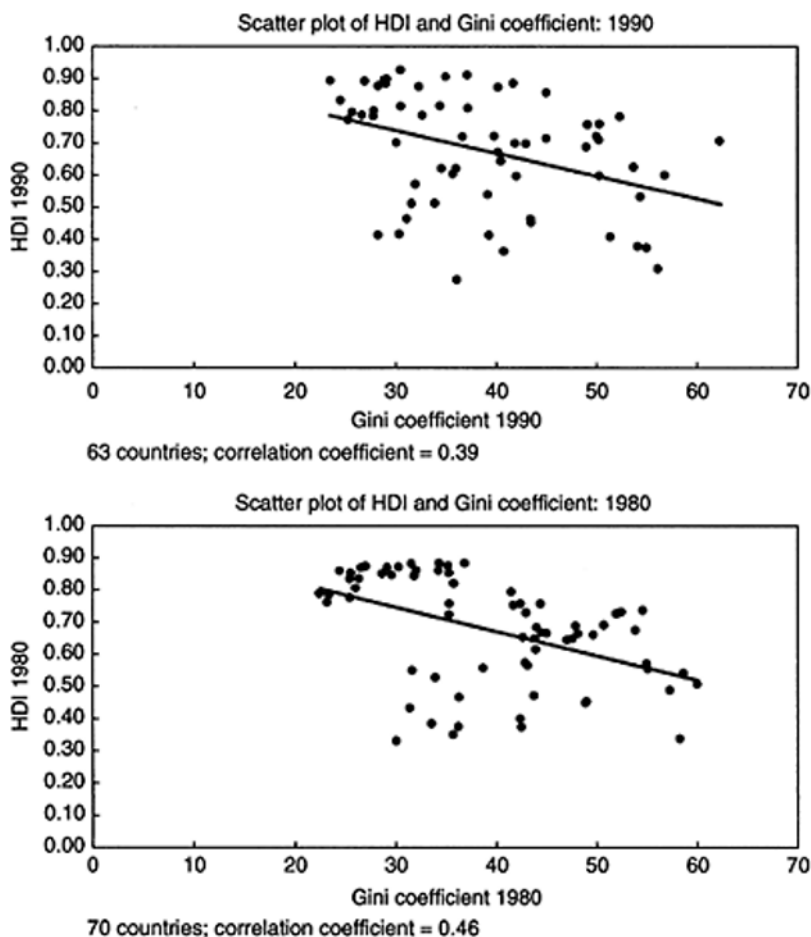 Scatter plot of HDI and Gini coefficient: 1990
1.00
0.90
0.80
0.70
0.60
0.50
0.40
0.30
0.20
0.10
0.00
HDI 1990
0 10 20 30 40 50 60 70
Gini coefficient 1990
63 countries; correlation coefficient = 0.39
Scatter plot of HDI and Gini coefficient: 1980
1.00
0.90
0.80
0.70
0.60
0.50
0.40
0.30
0.20
0.10
0.00
HDI 1980
0 10 20 30 40 50 60 70
Gini coefficient 1980
70 countries; correlation coefficient = 0.46